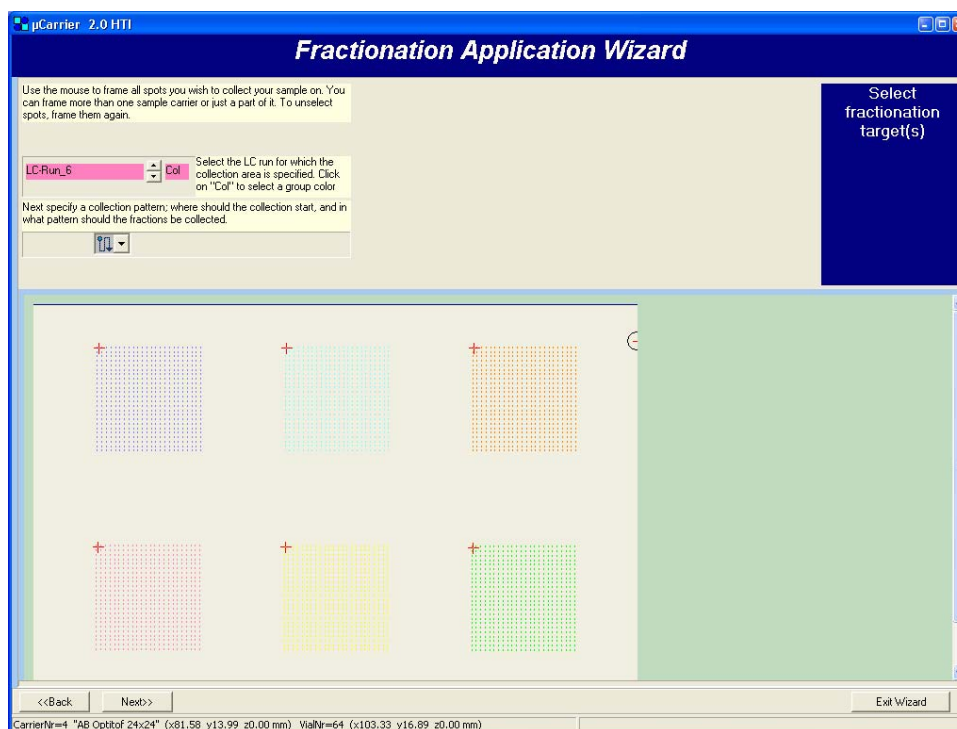 µCarrier 2.0 HTI
Fractionation Application Wizard
Use the mouse to frame all spots you wish to collect your sample on. You
can frame more than one sample carrier or just a part of it. To unselect
spots, frame them again.
Select
fractionation
target(s)
LC-Run_6
Col
Select the LC run for which the
collection area is specified. Click
on "Col" to select a group color
Next specify a collection pattern; where should the collection start, and in
what pattern should the fractions be collected.
<<Back
Next>>
Exit Wizard
CarrierNr=4 "AB Optitof 24x24" (x81.58 y13.99 z0.00 mm) VialNr=64 (x103.33 y16.89 z0.00 mm)